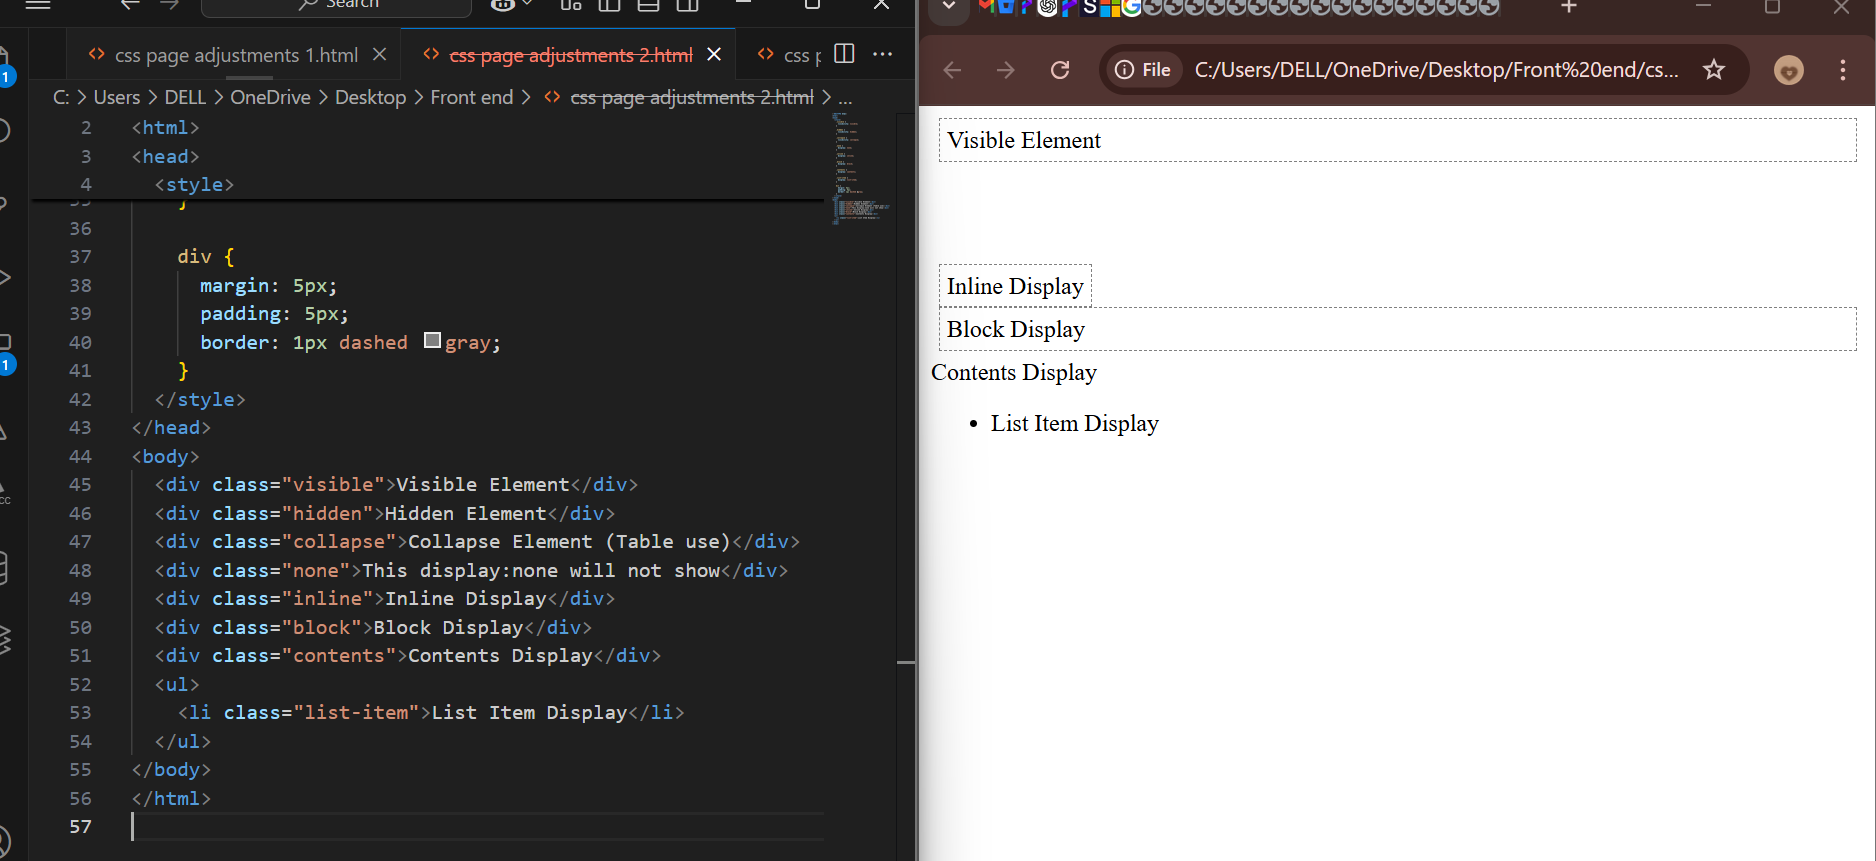 Search
css page adjustments 1.html
css page adjustments 2.html
css p
C: > Users > DELL > OneDrive > Desktop > Front end > css page adjustments 2.html > ...
2 <html>
3 <head>
4 <style>
35 }
36
37 div {
38 margin: 5px;
39 padding: 5px;
40 border: 1px dashed gray;
41 }
42 </style>
43 </head>
44 <body>
45 <div class="visible">Visible Element</div>
46 <div class="hidden">Hidden Element</div>
47 <div class="collapse">Collapse Element (Table use)</div>
48 <div class="none">This display:none will not show</div>
49 <div class="inline">Inline Display</div>
50 <div class="block">Block Display</div>
51 <div class="contents">Contents Display</div>
52 <ul>
53 <li class="list-item">List Item Display</li>
54 </ul>
55 </body>
56 </html>
57
1
1
CC
File
C:/Users/DELL/OneDrive/Desktop/Front%20end/cs...
Visible Element
Inline Display
Block Display
Contents Display
• List Item Display